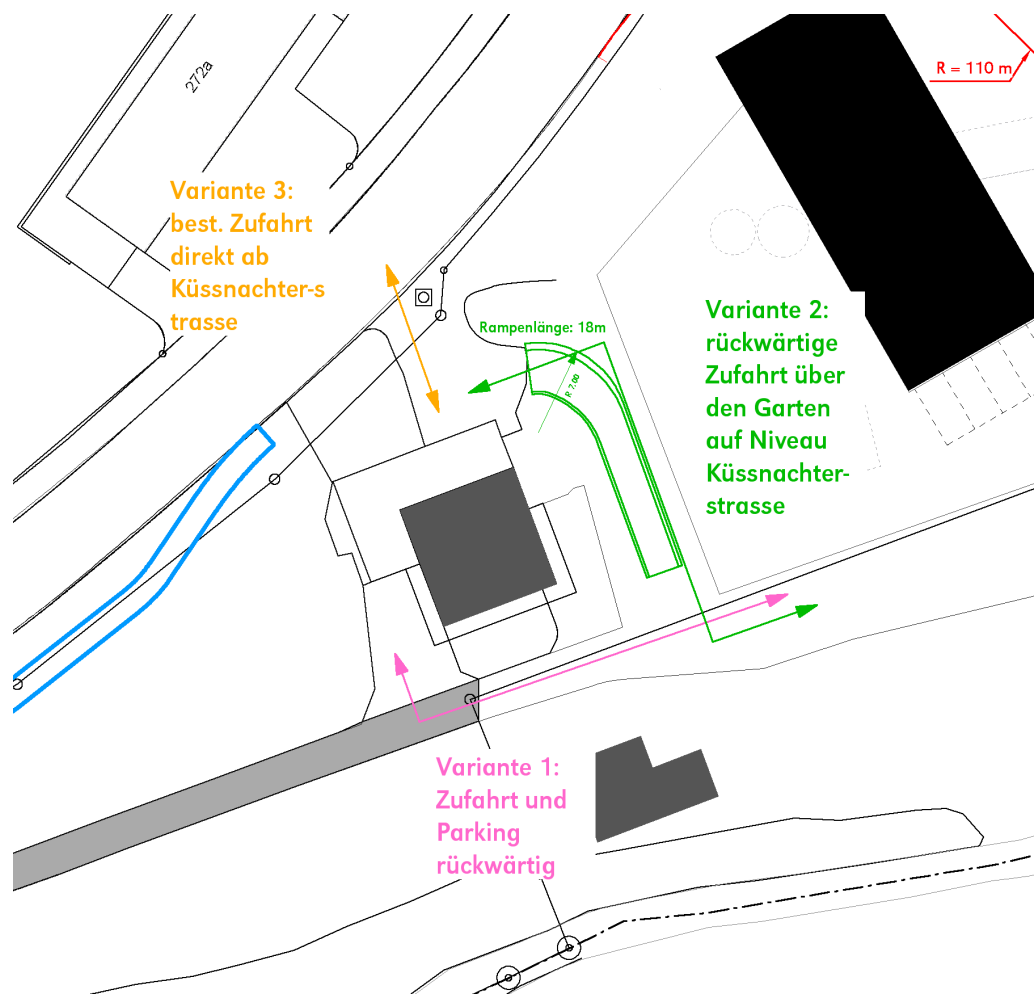 272a
R = 110 m
Variante 3:
best. Zufahrt
direkt ab
Küssnachter-s
trasse
Rampenlänge: 18m
R 7.00
Variante 2:
rückwärtige
Zufahrt über
den Garten
auf Niveau
Küssnachter-
strasse
Variante 1:
Zufahrt und
Parking
rückwärtig